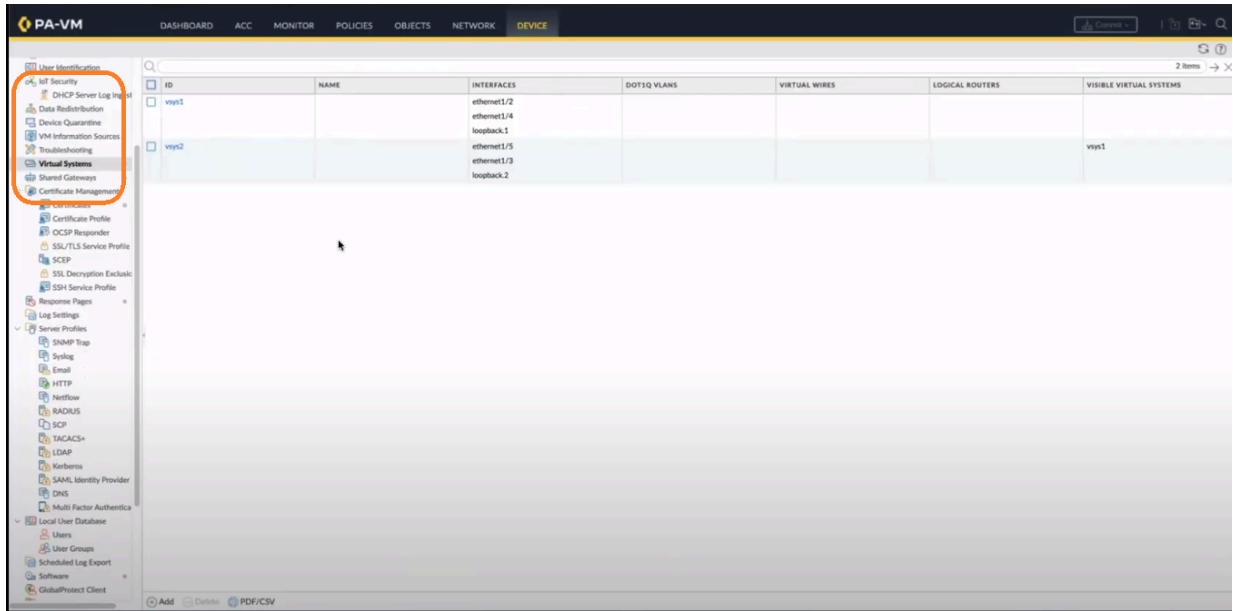 PA-VM
DASHBOARD ACC MONITOR POLICIES OBJECTS NETWORK DEVICE
Commit
User Identification
IoT Security
DHCP Server Log Ingest
Data Redistribution
Device Quarantine
VM Information Sources
Troubleshooting
Virtual Systems
Shared Gateways
Certificate Management
Certificates
Certificate Profile
OCSP Responder
SSL/TLS Service Profile
SCEP
SSL Decryption Exclusic
SSH Service Profile
Response Pages
Log Settings
Server Profiles
SNMP Trap
Syslog
Email
HTTP
Netflow
RADIUS
SCP
TACACS+
LDAP
Kerberos
SAML Identity Provider
DNS
Multi Factor Authentica
Local User Database
Users
User Groups
Scheduled Log Export
Software
GlobalProtect Client
2 items
ID NAME INTERFACES DOT1Q VLANS VIRTUAL WIRES LOGICAL ROUTERS VISIBLE VIRTUAL SYSTEMS
vsys1 ethernet1/2
ethernet1/4
loopback.1
vsys2 ethernet1/5 vsys1
ethernet1/3
loopback.2
Add Delete PDF/CSV